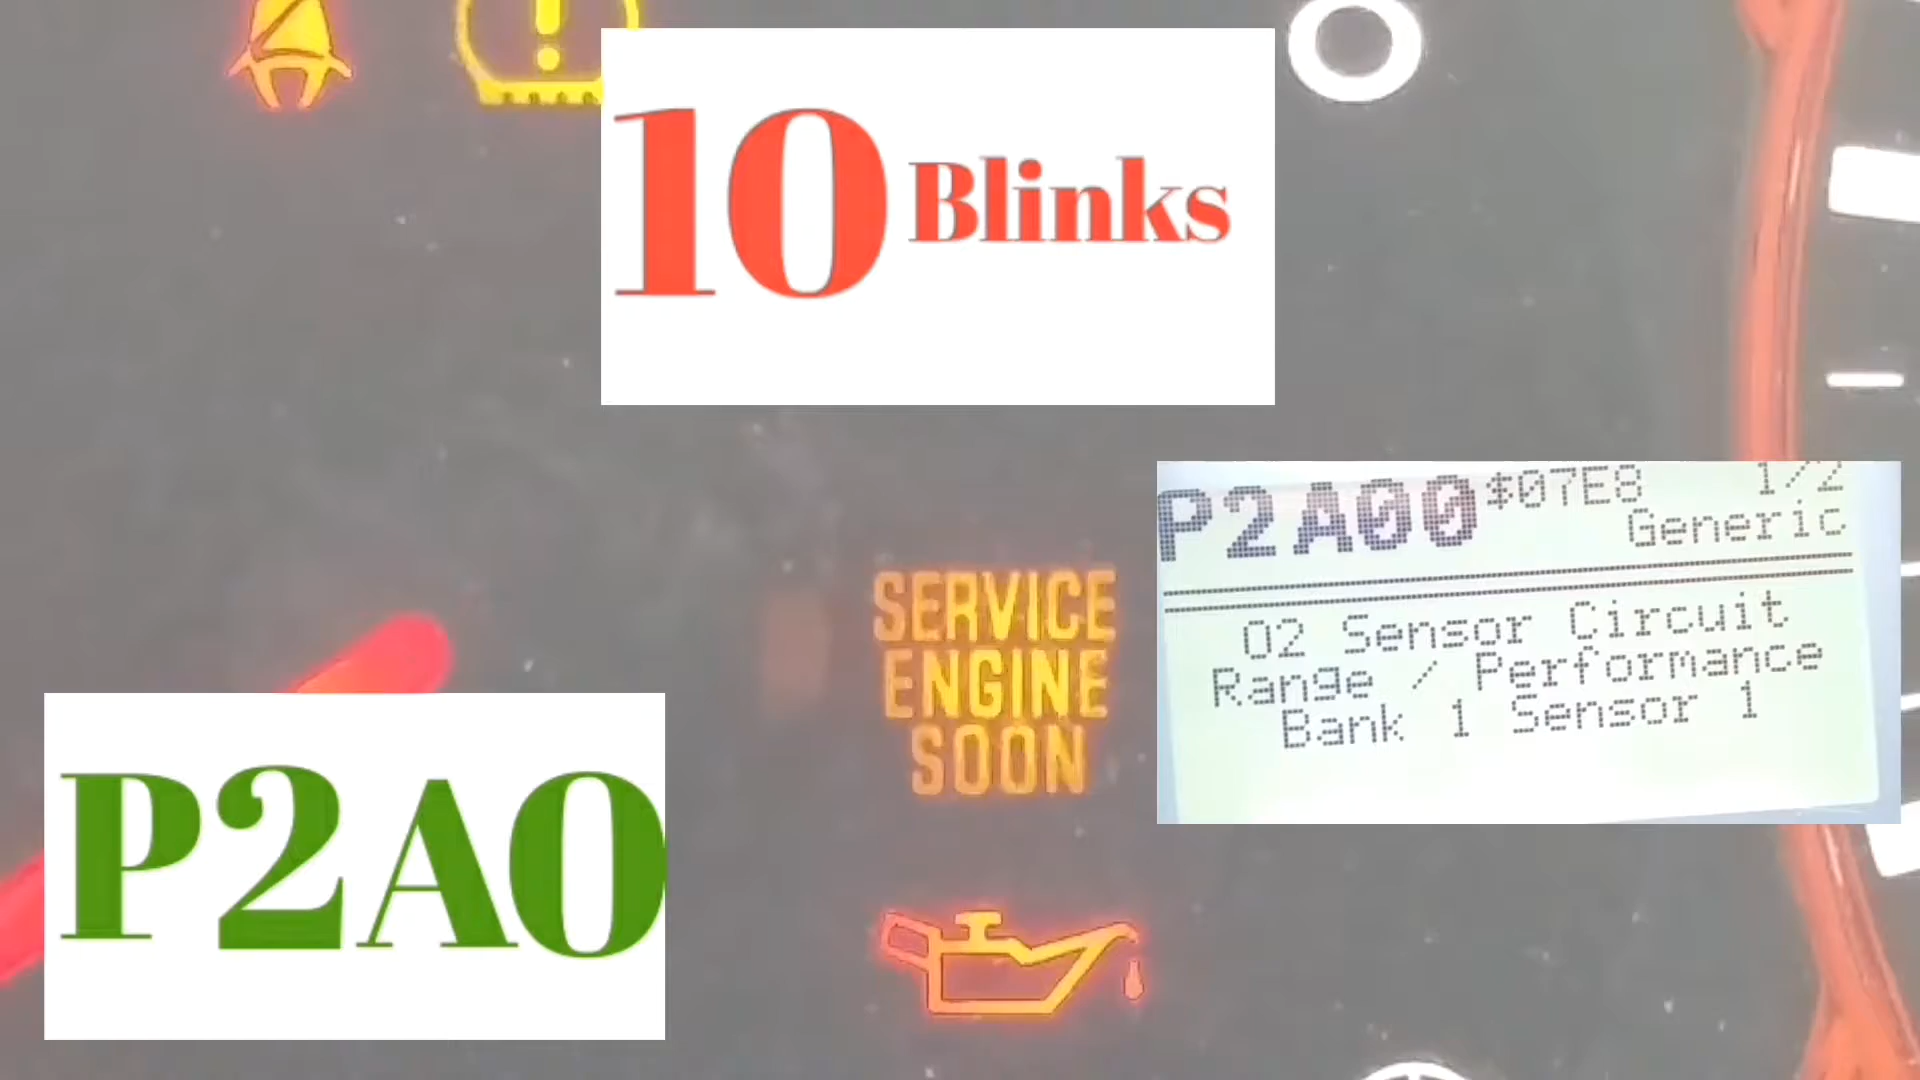 10 Blinks
P2A00 $07E8 1/2
Generic
O2 Sensor Circuit
Range / Performance
Bank 1 Sensor 1
SERVICE
ENGINE
SOON
P2A0